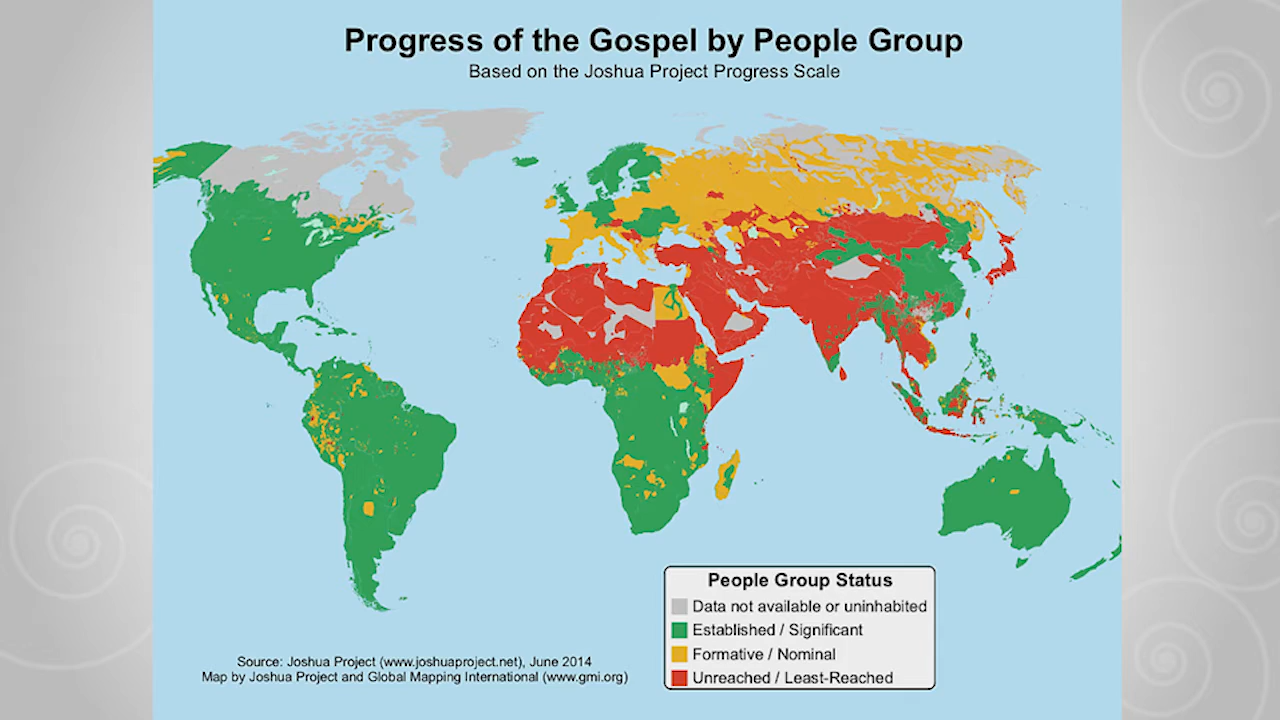 Progress of the Gospel by People Group
Based on the Joshua Project Progress Scale
People Group Status
Data not available or uninhabited
Established / Significant
Formative / Nominal
Unreached / Least-Reached
Source: Joshua Project (www.joshuaproject.net), June 2014
Map by Joshua Project and Global Mapping International (www.gmi.org)